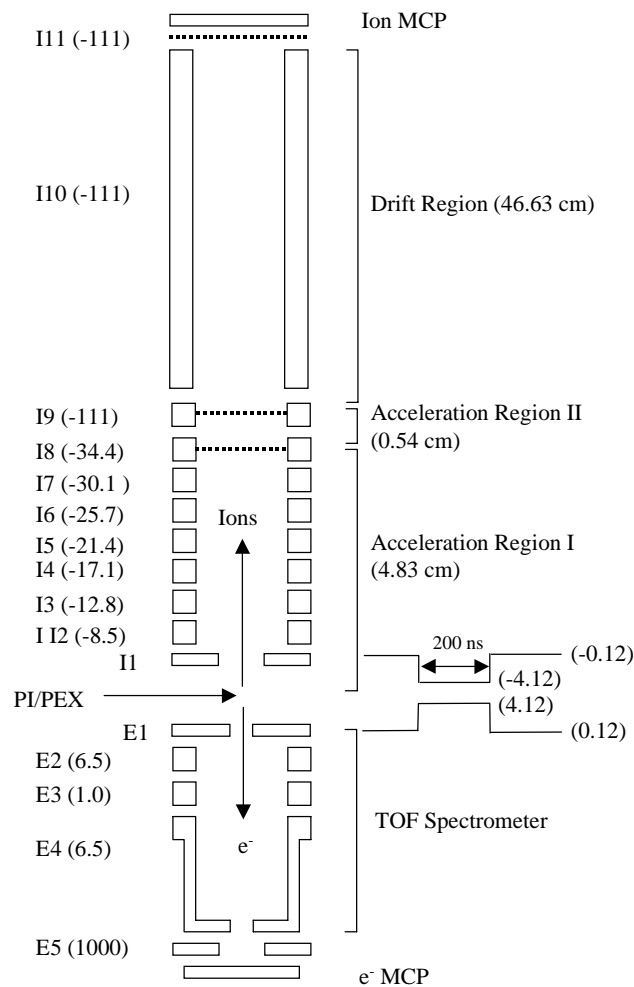 Ion MCP
I11 (-111)
I10 (-111)
Drift Region (46.63 cm)
I9 (-111)
Acceleration Region II
(0.54 cm)
I8 (-34.4)
I7 (-30.1 )
I6 (-25.7)
Ions
I5 (-21.4)
Acceleration Region I
(4.83 cm)
I4 (-17.1)
I3 (-12.8)
I I2 (-8.5)
200 ns
I1
(-0.12)
(-4.12)
PI/PEX
(4.12)
E1
(0.12)
E2 (6.5)
E3 (1.0)
TOF Spectrometer
E4 (6.5)
e-
E5 (1000)
e- MCP